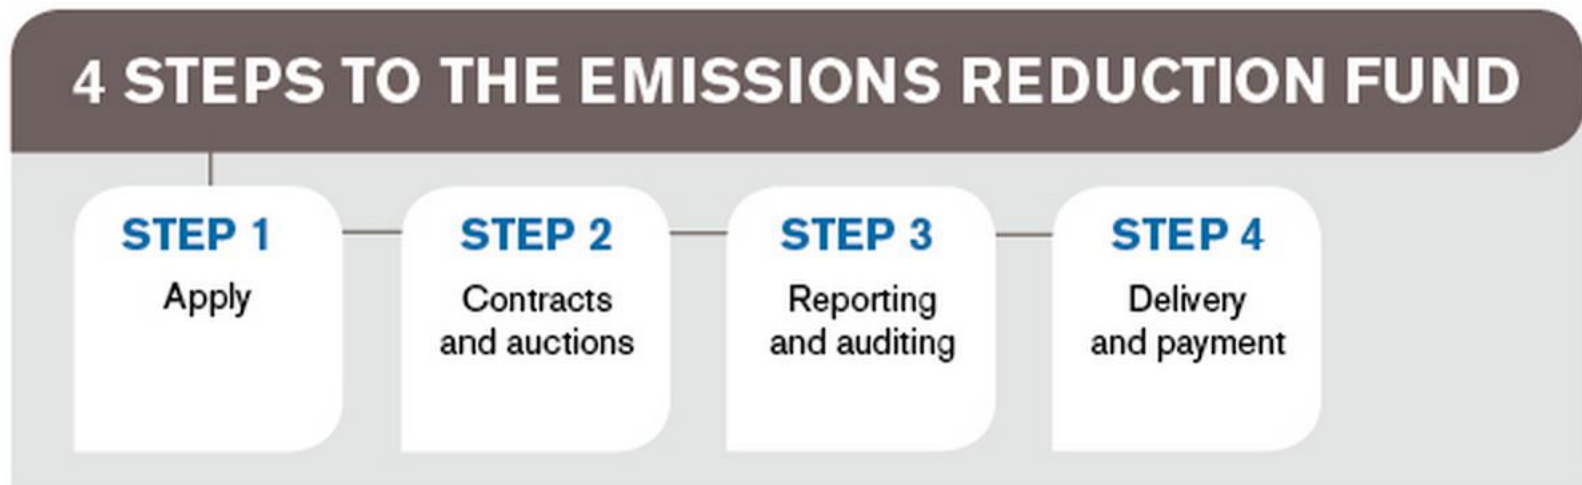 4 STEPS TO THE EMISSIONS REDUCTION FUND
STEP 1
Apply
STEP 2
Contracts
and auctions
STEP 3
Reporting
and auditing
STEP 4
Delivery
and payment